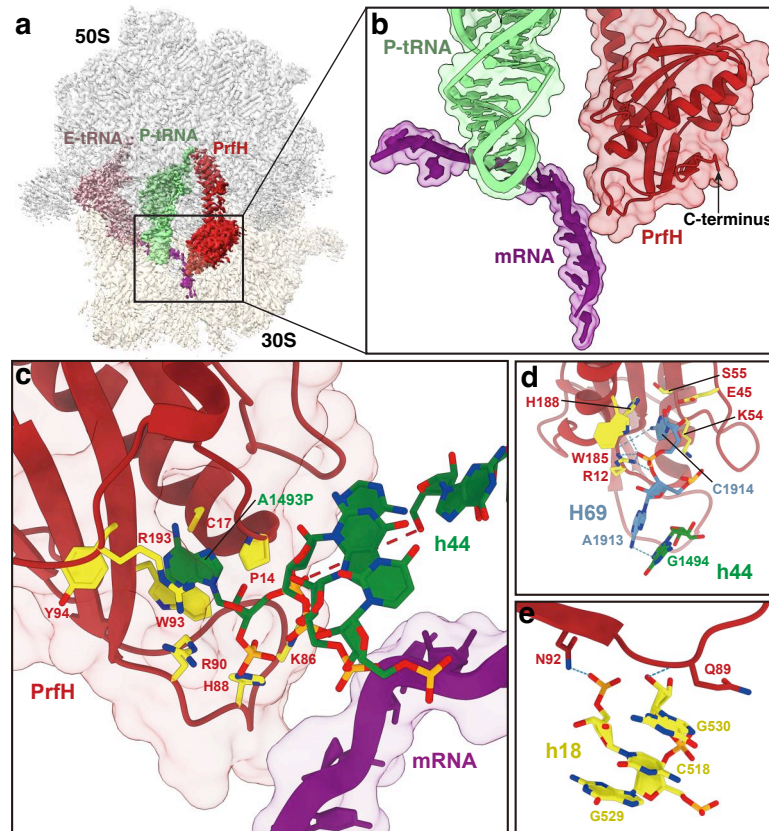 a
50S
E-tRNA
P-tRNA
PrfH
30S
b
P-tRNA
C-terminus
PrfH
mRNA
c
A1493P
C17
R193
h44
P14
Y94
W93
K86
R90
H88
PrfH
mRNA
d
S55
H188
E45
K54
W185
R12
C1914
H69
A1913
G1494
h44
e
N92
Q89
G530
h18
C518
G529